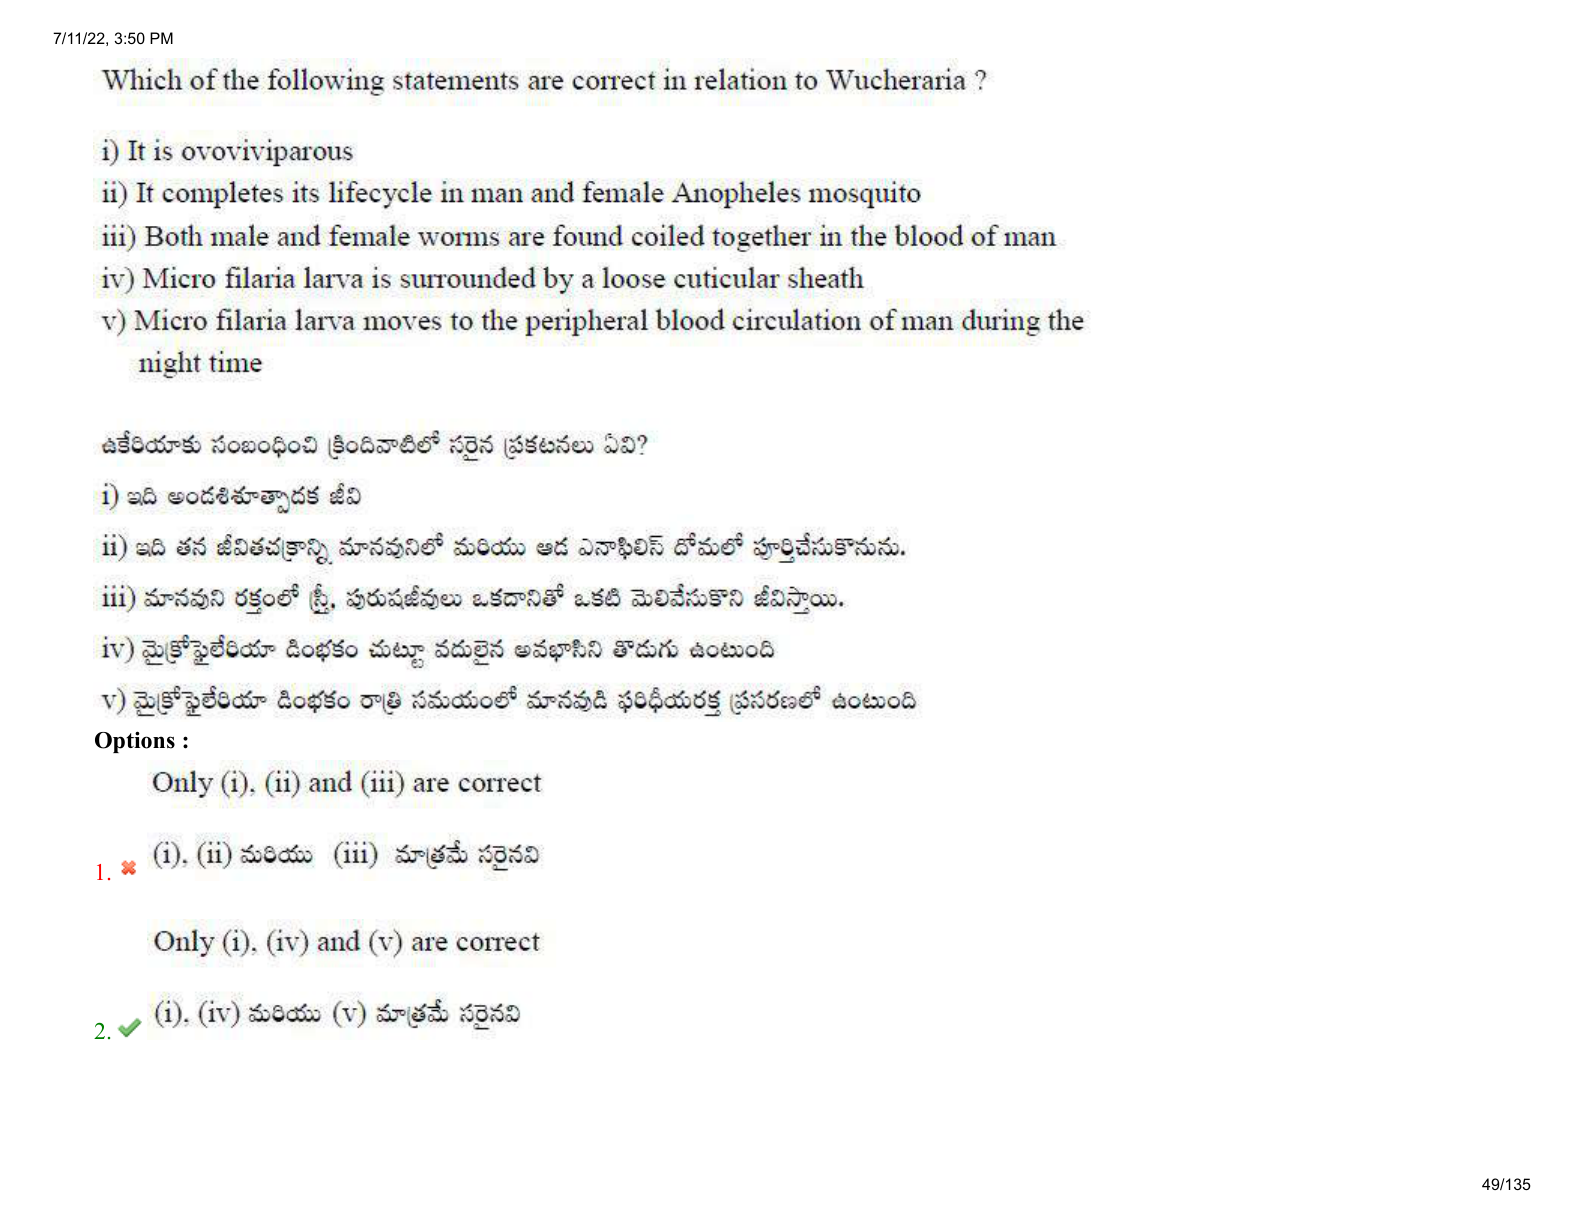 7/11/22, 3:50 PM
Which of the following statements are correct in relation to Wucheraria ?
i) It is ovoviviparous
ii) It completes its lifecycle in man and female Anopheles mosquito
iii) Both male and female worms are found coiled together in the blood of man
iv) Micro filaria larva is surrounded by a loose cuticular sheath
v) Micro filaria larva moves to the peripheral blood circulation of man during the
night time
ఉకేరియాకు సంబంధించి క్రిందివాటిలో సరైన ప్రకటనలు ఏవి?
i) ఇది అండశిశూత్పాదక జీవి
ii) ఇది తన జీవితచక్రాన్ని మానవునిలో మరియు ఆడ ఎనాఫిలిస్ దోమలో పూర్తిచేసుకొనును.
iii) మానవుని రక్తంలో స్త్రీ, పురుషజీవులు ఒకదానితో ఒకటి మెలివేసుకొని జీవిస్తాయి.
iv) మైక్రోఫైలేరియా డింభకం చుట్టూ వదులైన అవభాసిని తొడుగు ఉంటుంది
v) మైక్రోఫైలేరియా డింభకం రాత్రి సమయంలో మానవుడి ఫరిధీయరక్త ప్రసరణలో ఉంటుంది
Options :
Only (i), (ii) and (iii) are correct
(i), (ii) మరియు (iii) మాత్రమే సరైనవి
1.
Only (i), (iv) and (v) are correct
(i), (iv) మరియు (v) మాత్రమే సరైనవి
2.
49/135